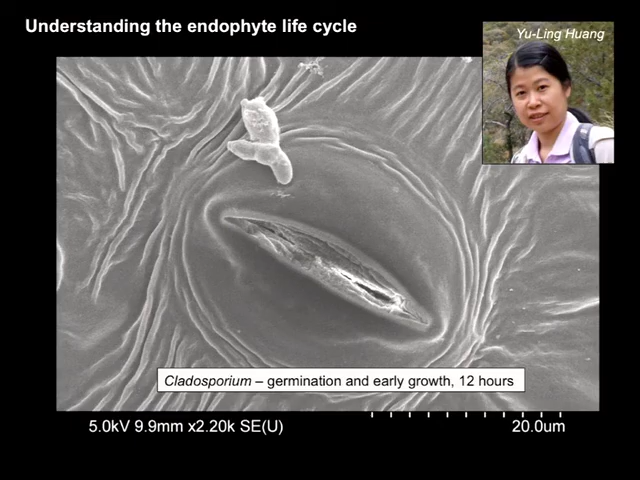 Understanding the endophyte life cycle
Yu-Ling Huang
Cladosporium – germination and early growth, 12 hours
5.0kV 9.9mm x2.20k SE(U)
20.0um